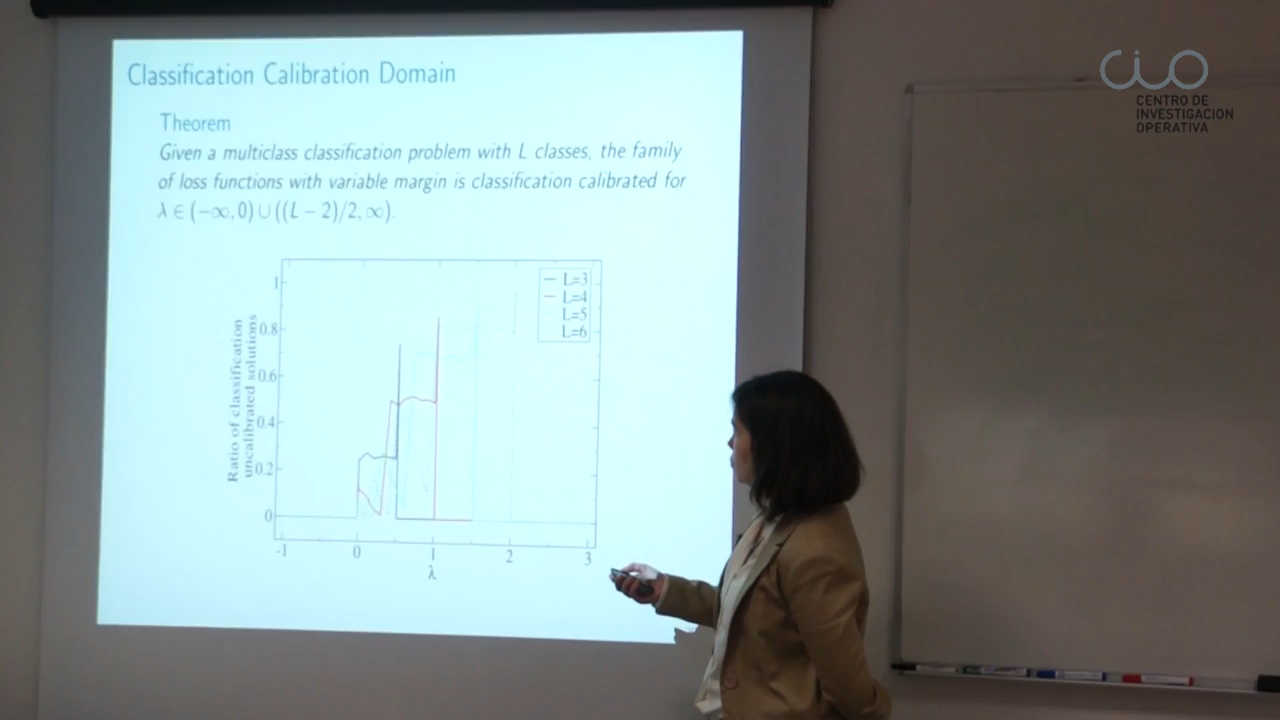 Classification Calibration Domain
Theorem
Given a multiclass classification problem with L classes, the family
of loss functions with variable margin is classification calibrated for
λ ∈ (−∞, 0) ∪ ((L − 2)/2, ∞).
Ratio of classification
uncalibrated solutions
1
0.8
0.6
0.4
0.2
0
-1
0
1
2
3
λ
L=3
L=4
L=5
L=6
CIO
CENTRO DE
INVESTIGACION
OPERATIVA